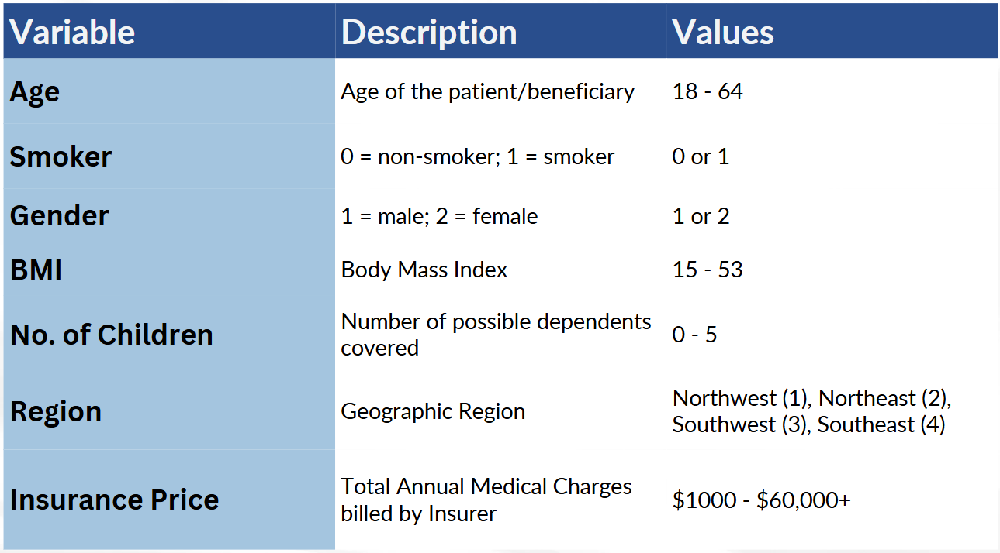 Variable Description Values
Age Age of the patient/beneficiary 18 - 64
Smoker 0 = non-smoker; 1 = smoker 0 or 1
Gender 1 = male; 2 = female 1 or 2
BMI Body Mass Index 15 - 53
No. of Children Number of possible dependents
covered 0 - 5
Region Geographic Region Northwest (1), Northeast (2),
Southwest (3), Southeast (4)
Insurance Price Total Annual Medical Charges
billed by Insurer $1000 - $60,000+